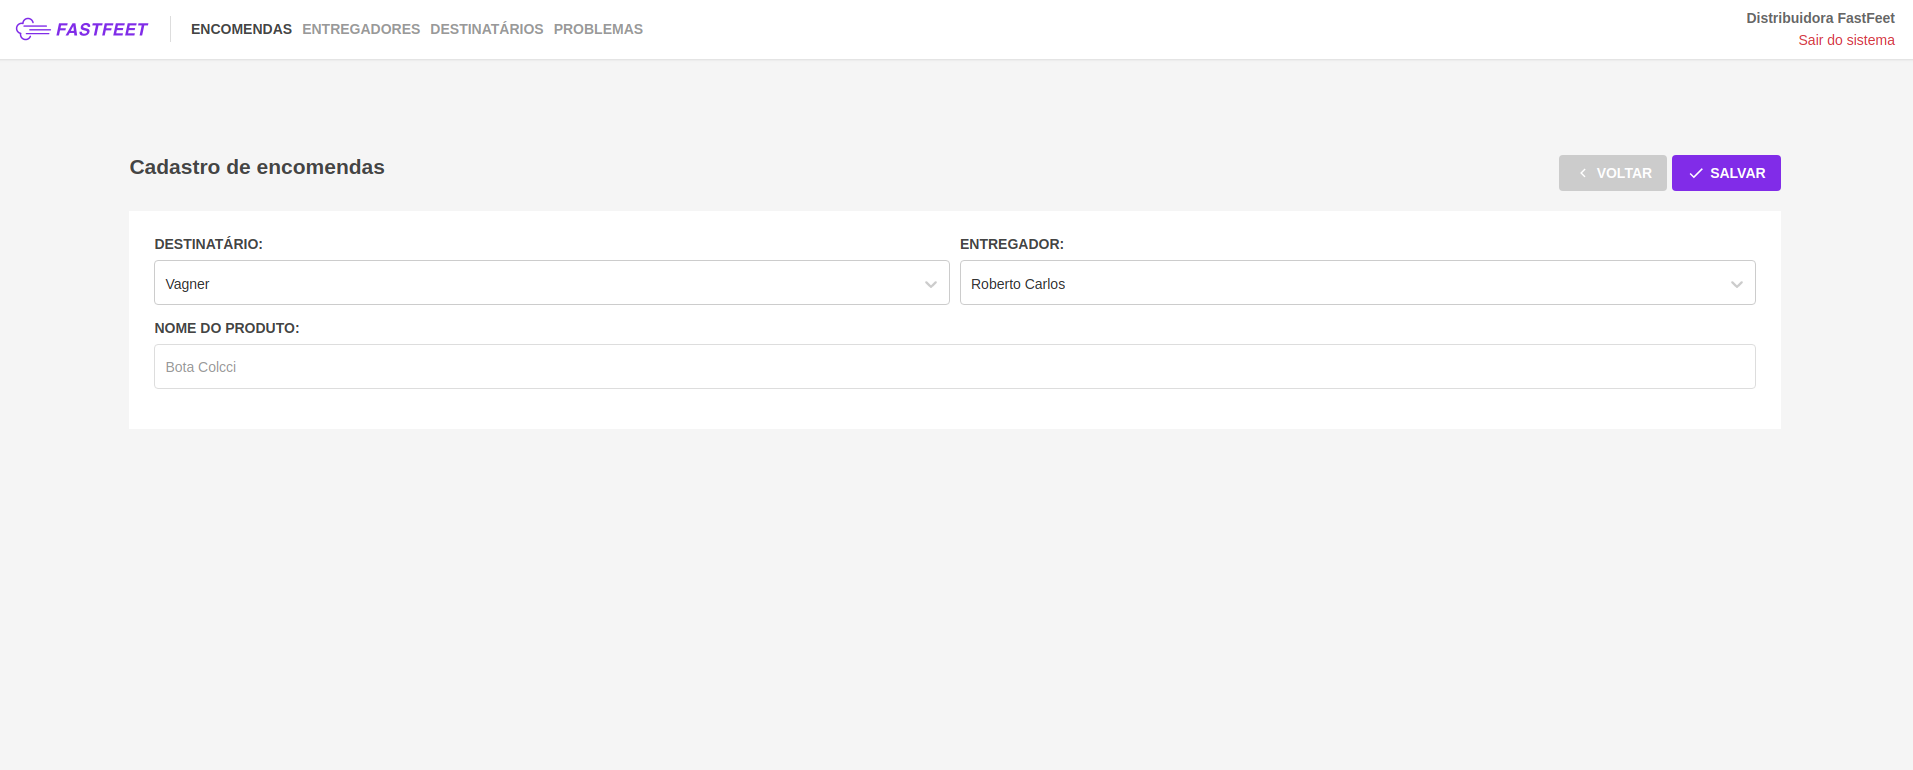 FASTFEET ENCOMENDAS ENTREGADORES DESTINATÁRIOS PROBLEMAS
Distribuidora FastFeet
Sair do sistema
Cadastro de encomendas
VOLTAR SALVAR
DESTINATÁRIO: ENTREGADOR:
Vagner Roberto Carlos
NOME DO PRODUTO:
Bota Colcci